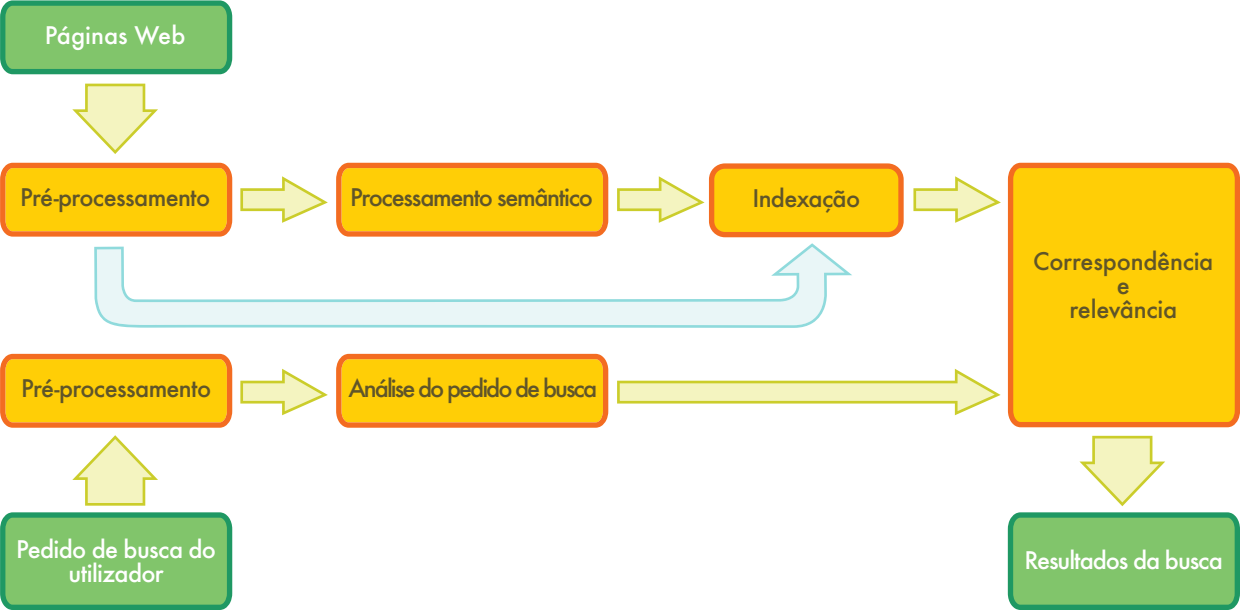 Páginas Web
Pré-processamento
Processamento semântico
Indexação
Correspondência
e
relevância
Pré-processamento
Análise do pedido de busca
Pedido de busca do
utilizador
Resultados da busca